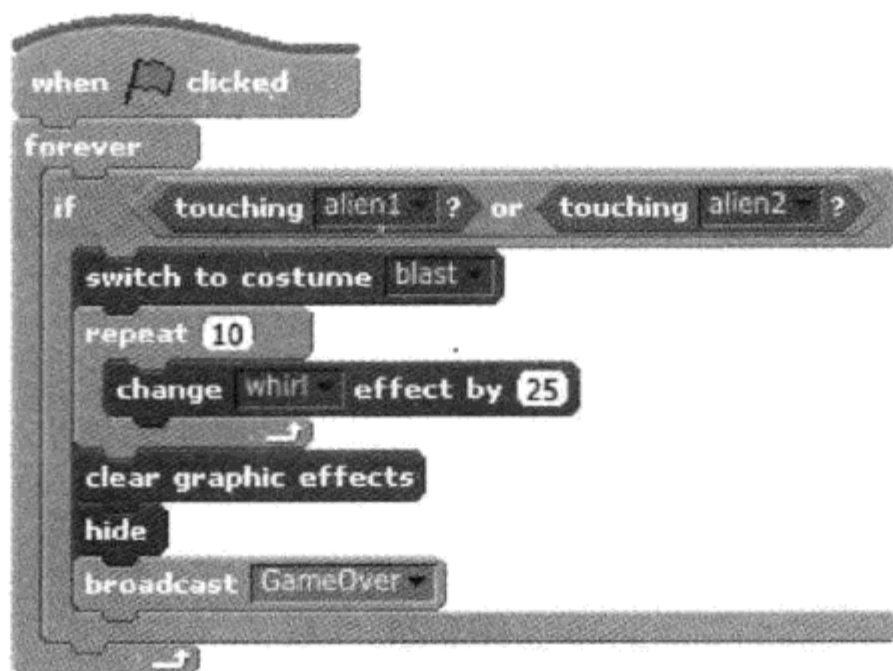 when clicked
forever
if touching alien1 ? or touching alien2 ?
switch to costume blast
repeat 10
change whirl effect by 25
clear graphic effects
hide
broadcast GameOver